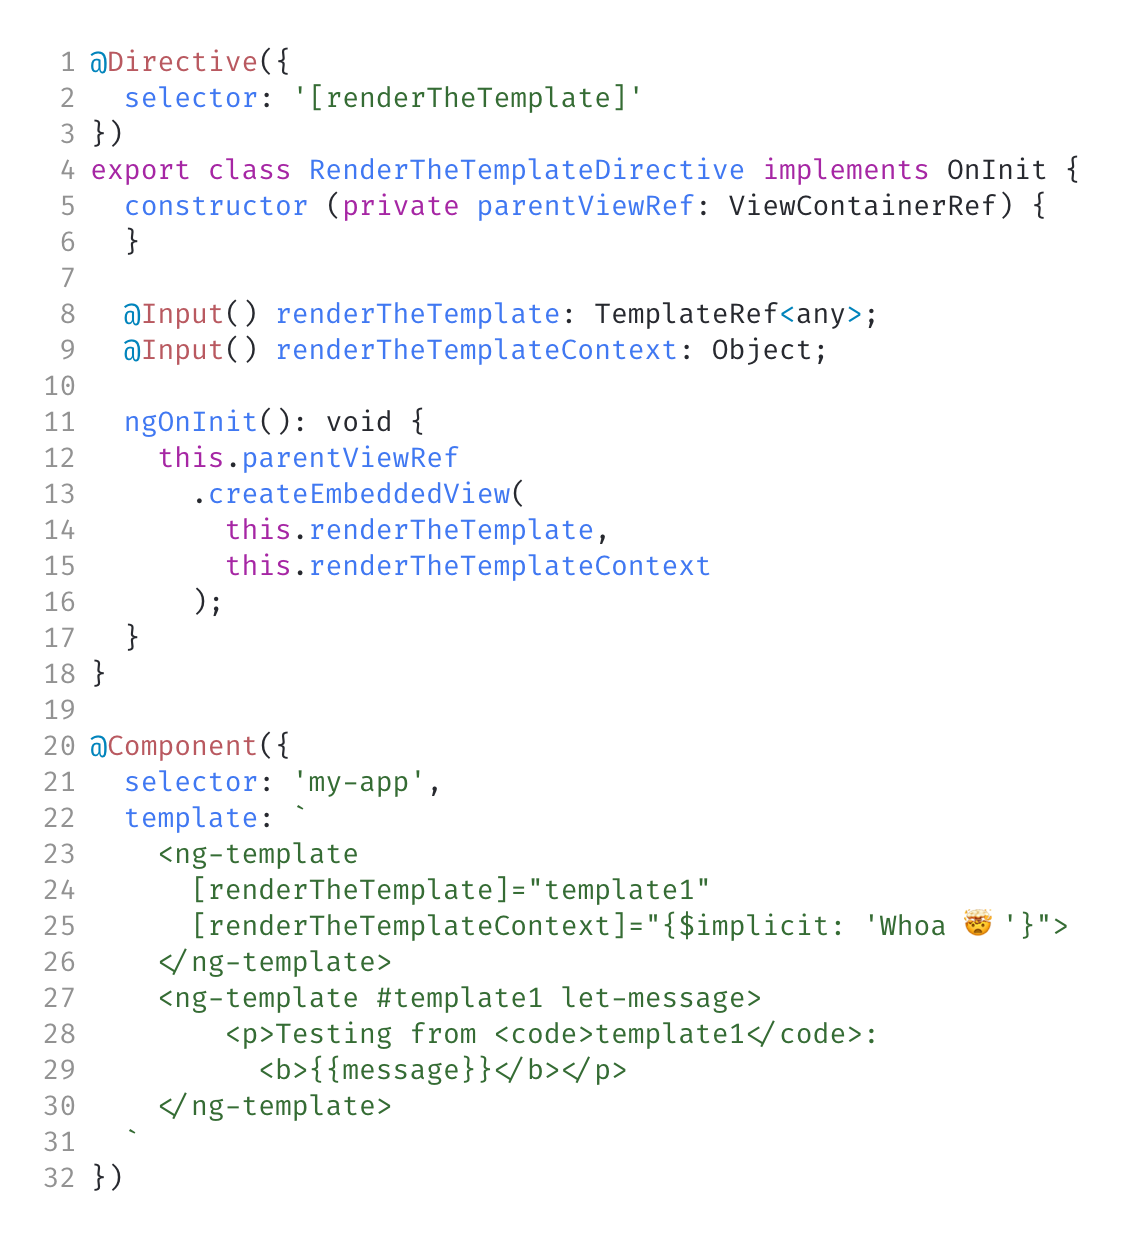 1 @Directive({
2   selector: '[renderTheTemplate]'
3 })
4 export class RenderTheTemplateDirective implements OnInit {
5   constructor (private parentViewRef: ViewContainerRef) {
6   }
7
8   @Input() renderTheTemplate: TemplateRef<any>;
9   @Input() renderTheTemplateContext: Object;
10
11   ngOnInit(): void {
12     this.parentViewRef
13       .createEmbeddedView(
14         this.renderTheTemplate,
15         this.renderTheTemplateContext
16       );
17   }
18 }
19
20 @Component({
21   selector: 'my-app',
22   template: `
23     <ng-template
24       [renderTheTemplate]="template1"
25       [renderTheTemplateContext]="{$implicit: 'Whoa 🤯 '}">
26     </ng-template>
27     <ng-template #template1 let-message>
28         <p>Testing from <code>template1</code>:
29           <b>{{message}}</b></p>
30     </ng-template>
31   `
32 })